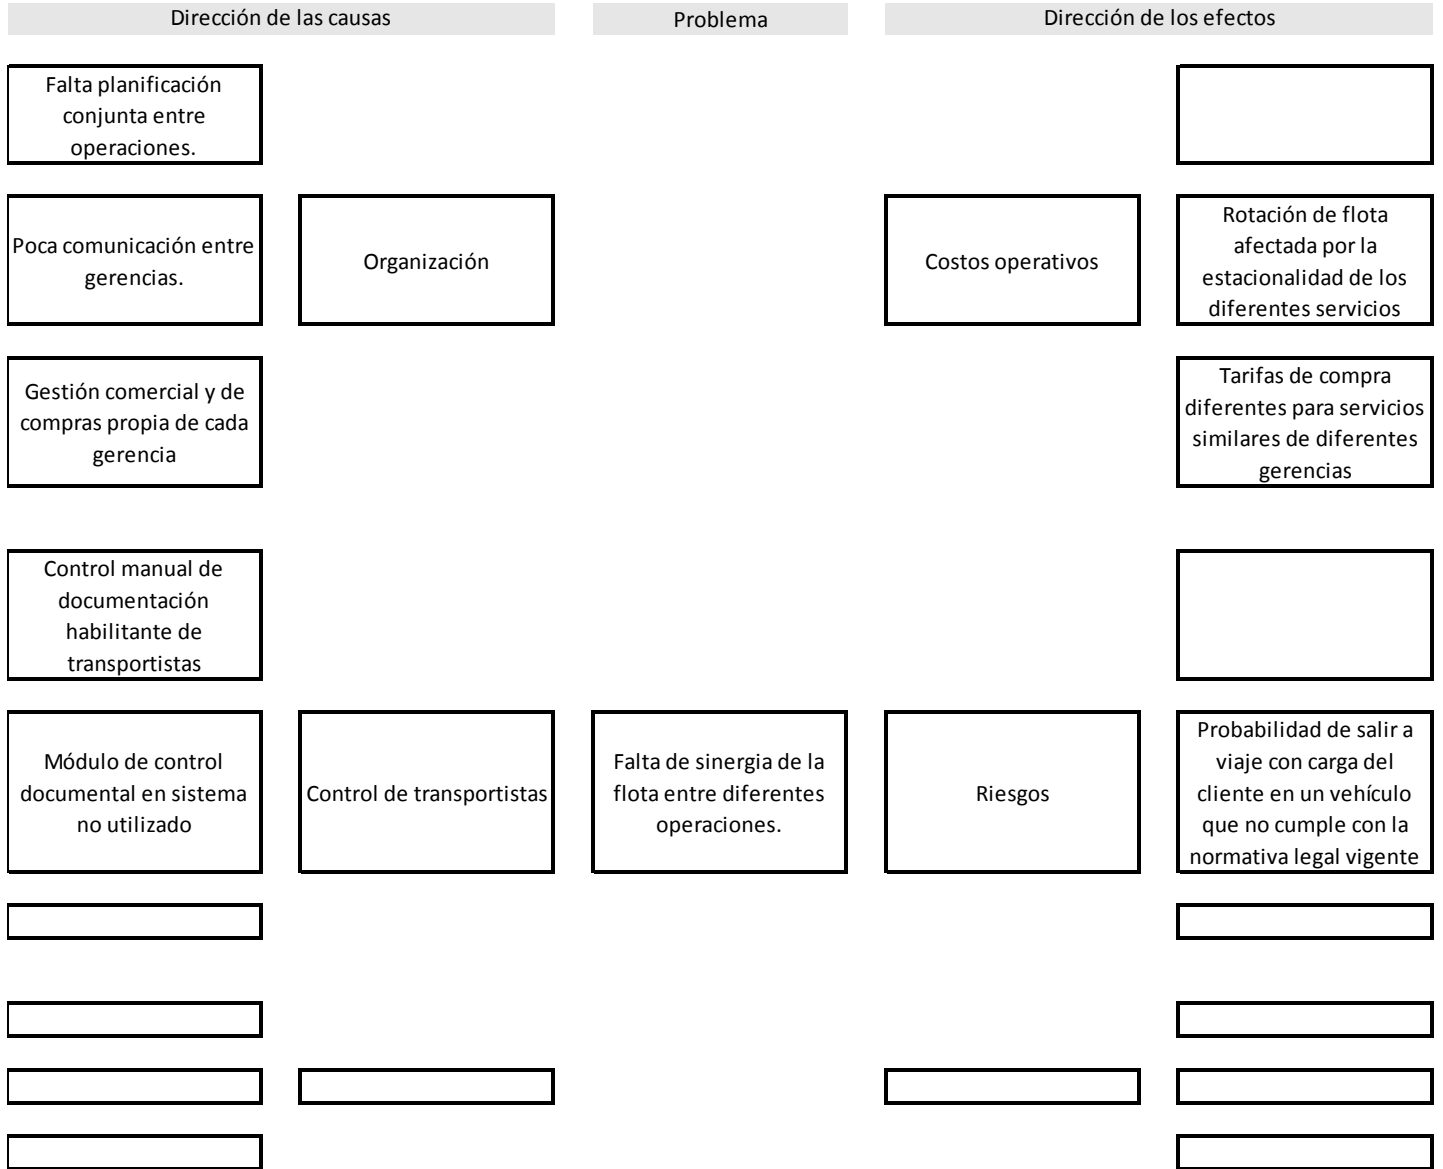 Dirección de las causas
Problema
Dirección de los efectos
Falta planificación
conjunta entre
operaciones.
Poca comunicación entre
gerencias.
Organización
Costos operativos
Rotación de flota
afectada por la
estacionalidad de los
diferentes servicios
Gestión comercial y de
compras propia de cada
gerencia
Tarifas de compra
diferentes para servicios
similares de diferentes
gerencias
Control manual de
documentación
habilitante de
transportistas
Módulo de control
documental en sistema
no utilizado
Control de transportistas
Falta de sinergia de la
flota entre diferentes
operaciones.
Riesgos
Probabilidad de salir a
viaje con carga del
cliente en un vehículo
que no cumple con la
normativa legal vigente